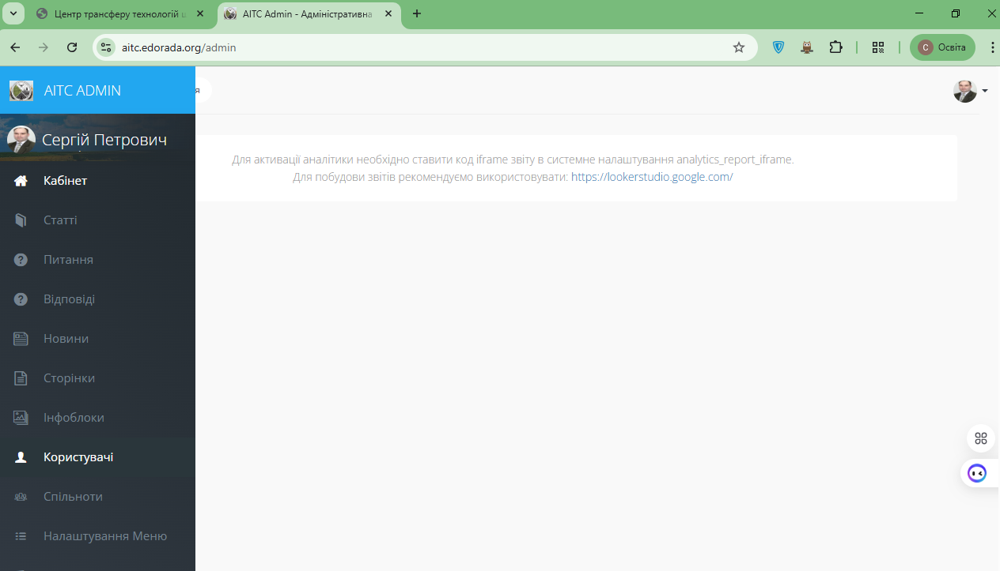 Центр трансферу технологій ц
AITC Admin - Адміністративна
aitc.edorada.org/admin
С
Освіта
AITC ADMIN
я
Сергій Петрович
Для активації аналітики необхідно ставити код iframe звіту в системне налаштування analytics_report_iframe.
Для побудови звітів рекомендуємо використовувати: https://lookerstudio.google.com/
Кабінет
Статті
Питання
Відповіді
Новини
Сторінки
Інфоблоки
Користувачі
Спільноти
Налаштування Меню